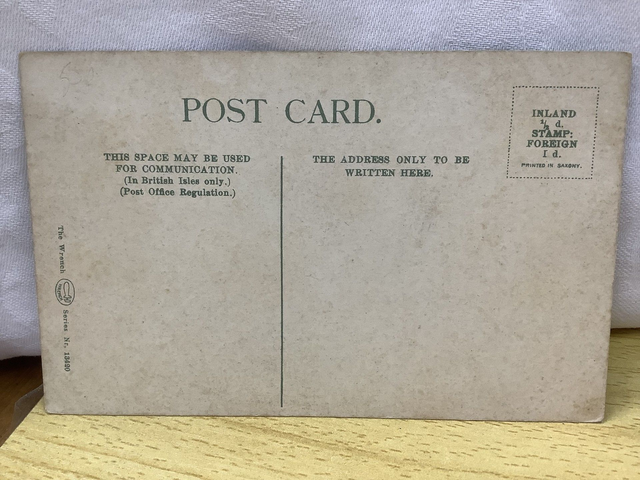 POST CARD.
THIS SPACE MAY BE USED
FOR COMMUNICATION.
(In British Isles only.)
(Post Office Regulation.)
THE ADDRESS ONLY TO BE
WRITTEN HERE.
INLAND
½ d.
STAMP:
FOREIGN
1 d.
PRINTED IN SAXONY.
The Wrench Series Nr.